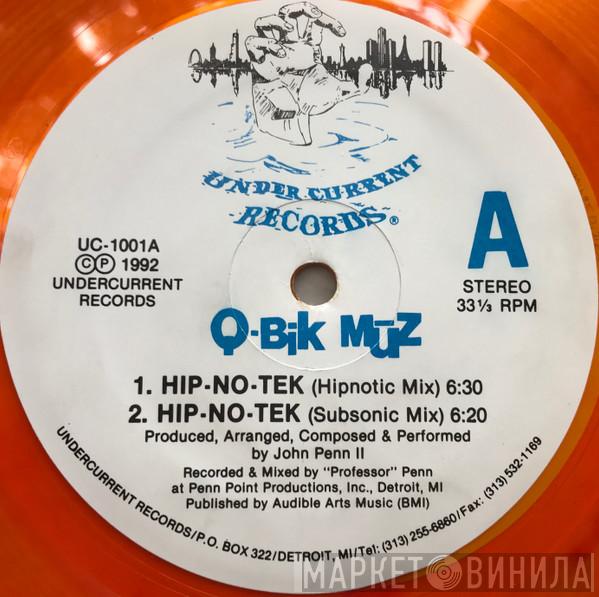 UNDER CURRENT
RECORDS®
UC-1001A
Ⓒ Ⓟ 1992
UNDERCURRENT
RECORDS
A
STEREO
33⅓ RPM
Q-BiK MūZ
1. HIP-NO-TEK (Hipnotic Mix) 6:30
2. HIP-NO-TEK (Subsonic Mix) 6:20
Produced, Arranged, Composed & Performed
by John Penn II
Recorded & Mixed by "Professor" Penn
at Penn Point Productions, Inc., Detroit, MI
Published by Audible Arts Music (BMI)
UNDERCURRENT RECORDS/P.O. BOX 322/DETROIT, MI/Tel: (313) 255-6860/Fax: (313) 532-1169
МАРКЕТ ВИНИЛА